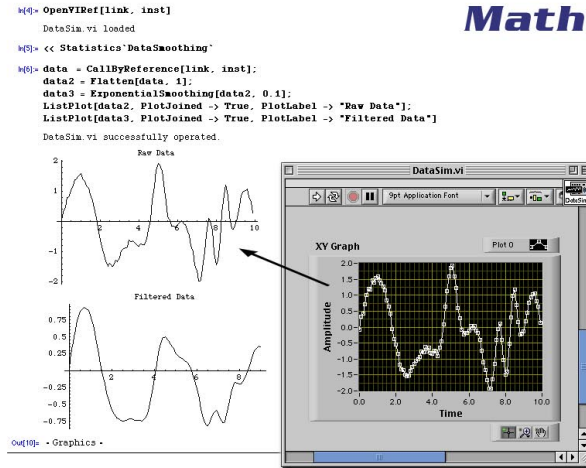 In[4]:= OpenVIRef[link, inst]
Math
DataSim.vi loaded
In[5]:= << Statistics`DataSmoothing`
In[6]:= data = CallByReference[link, inst];
data2 = Flatten[data, 1];
data3 = ExponentialSmoothing[data2, 0.1];
ListPlot[data2, PlotJoined -> True, PlotLabel -> "Raw Data"];
ListPlot[data3, PlotJoined -> True, PlotLabel -> "Filtered Data"]
DataSim.vi successfully operated.
Raw Data
2
1
-1
-2
2 4 6 8 10
Filtered Data
0.75
0.5
0.25
-0.25
-0.5
-0.75
2 4 6 8
Out[10]= - Graphics -
DataSim.vi
9pt Application Font
DataSim
XY Graph
Plot 0
Amplitude
2.0
1.5
1.0
0.5
0.0
-0.5
-1.0
-1.5
-2.0
0.0 2.0 4.0 6.0 8.0 10.0
Time